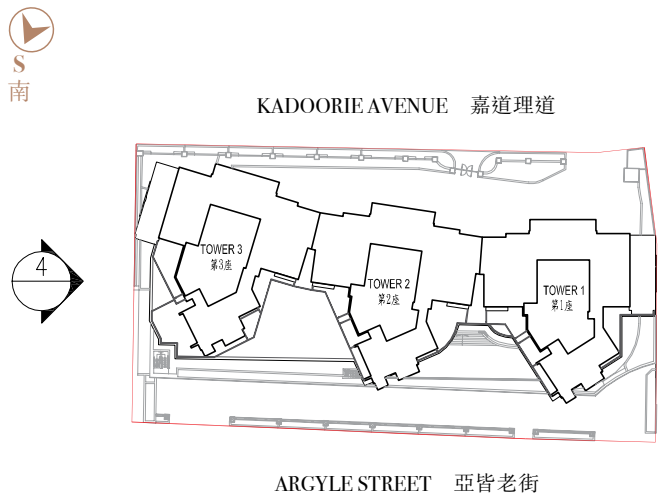 S
南
KADOORIE AVENUE 嘉道理道
TOWER 3
第3座
4
TOWER 2
第2座
TOWER 1
第1座
ARGYLE STREET 亞皆老街